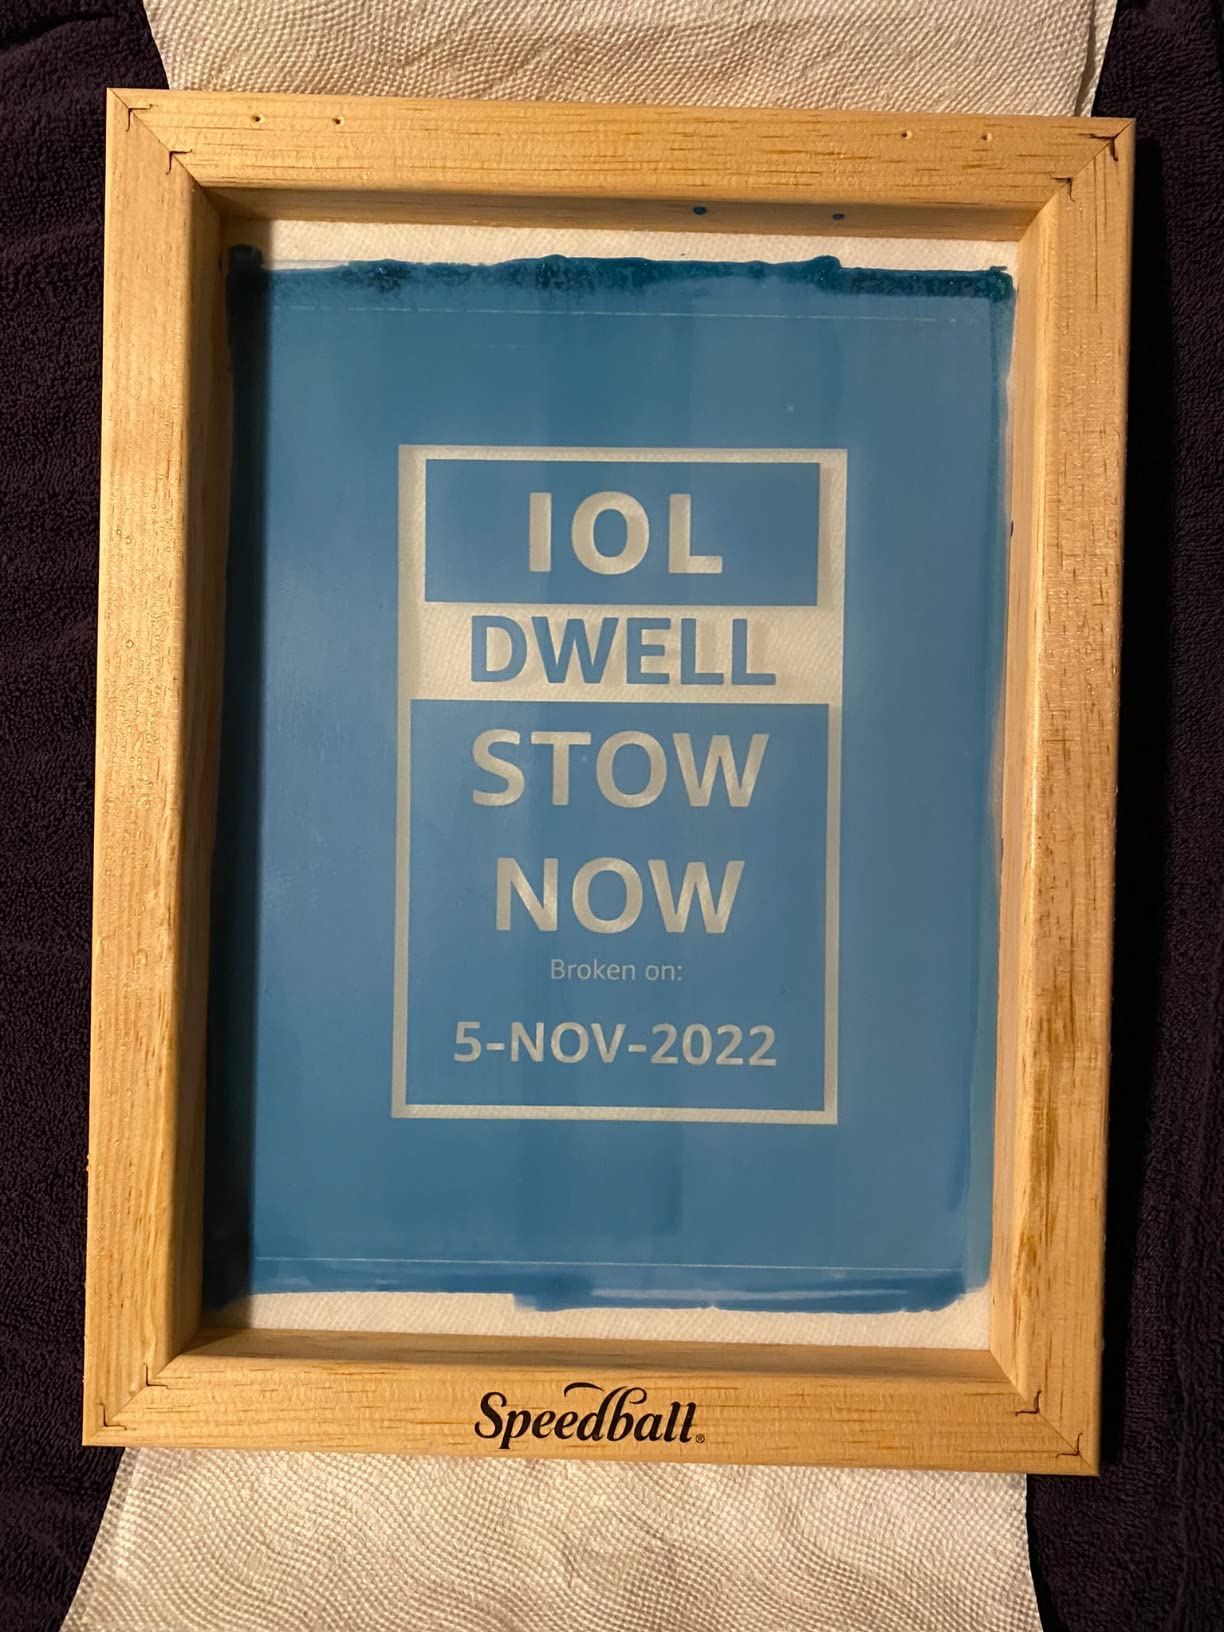 IOL
DWELL
STOW
NOW
Broken on:
5-NOV-2022
Speedball®